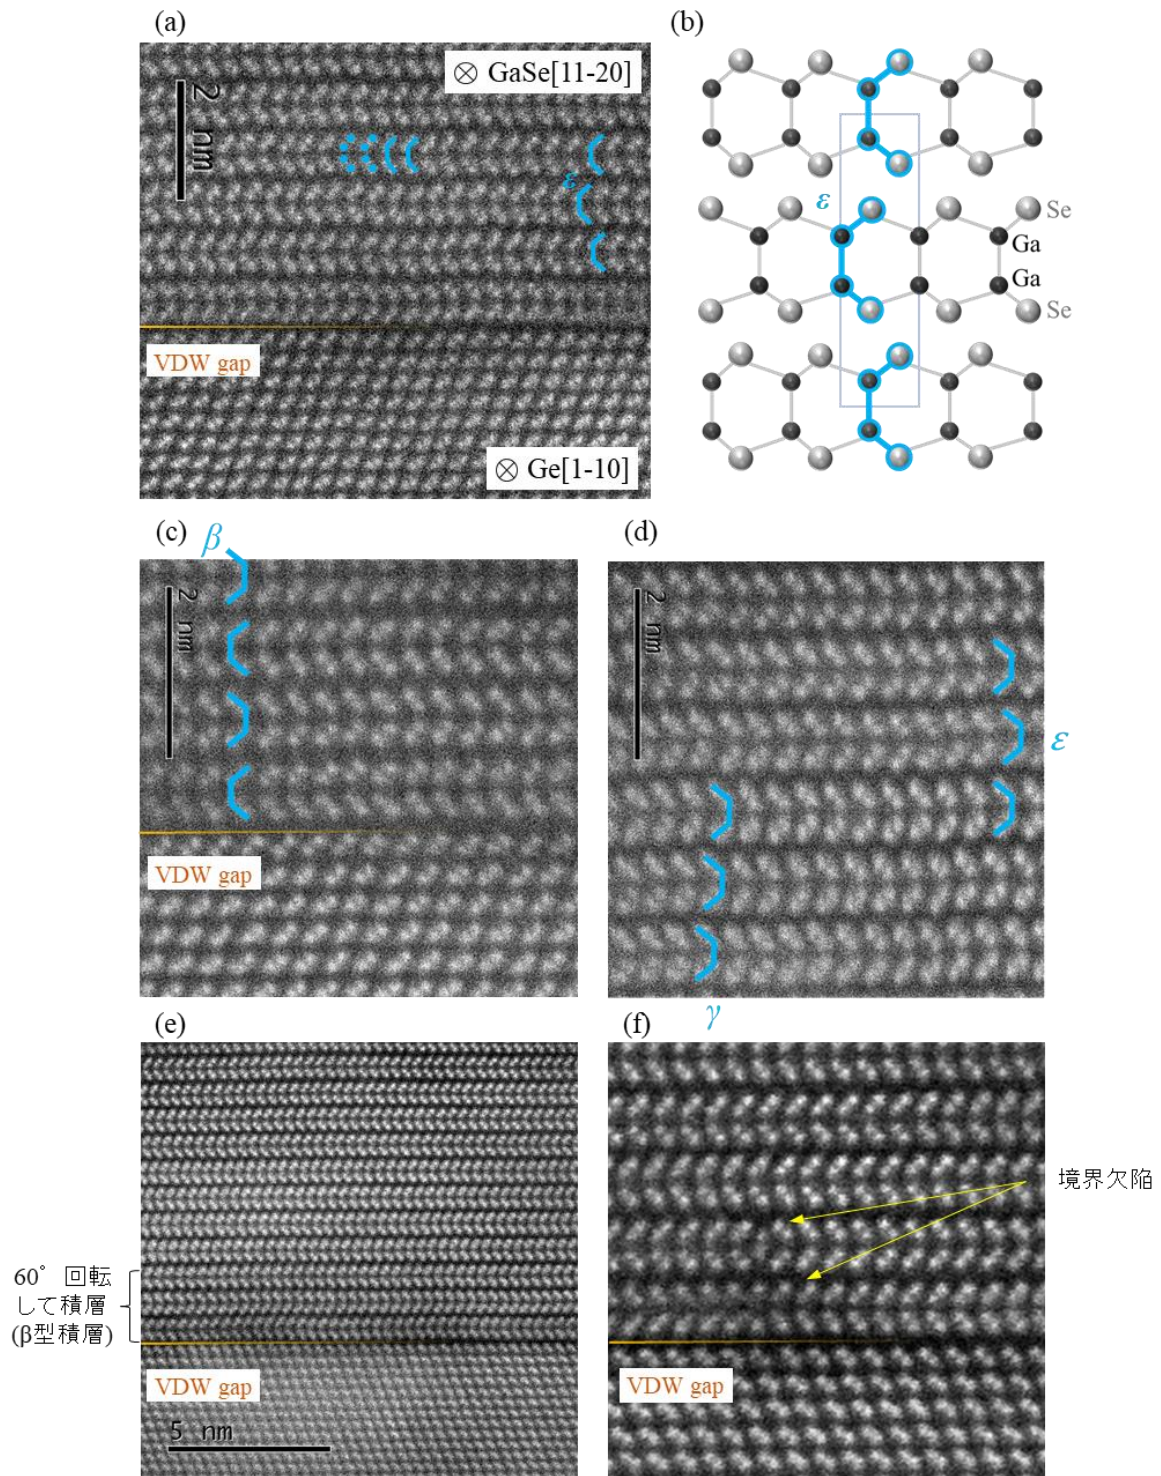 (a)
(b)
⊗ GaSe[11-20]
2 nm
ε
VDW gap
⊗ Ge[1-10]
ε
Se
Ga
Ga
Se
(c)
β
2 nm
VDW gap
(d)
2 nm
ε
γ
(e)
60° 回転
して積層
(β型積層)
VDW gap
5 nm
(f)
境界欠陥
VDW gap